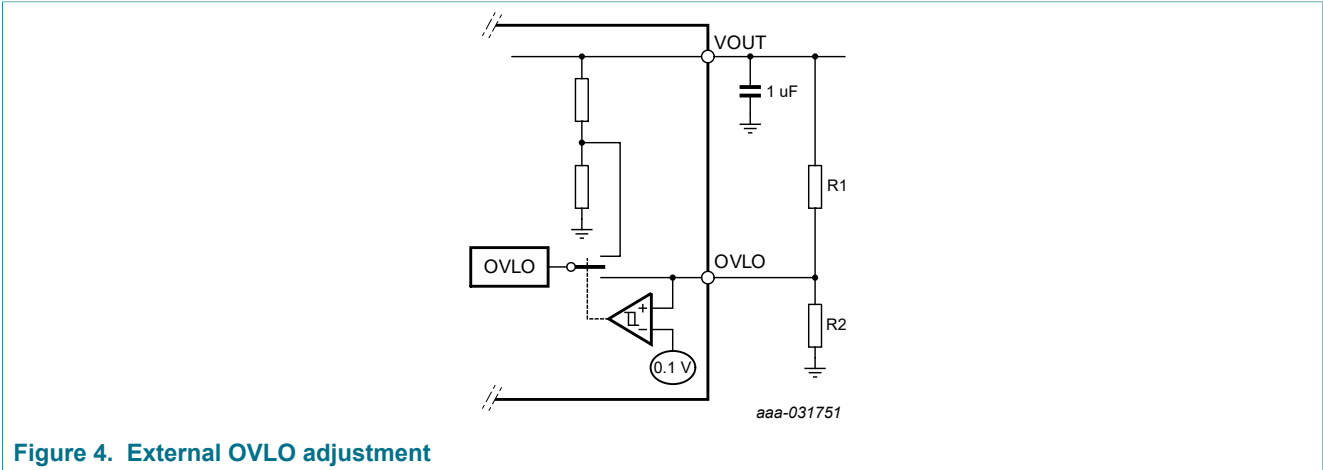 VOUT
1 uF
R1
OVLO
OVLO
+
−
R2
0.1 V
aaa-031751
Figure 4. External OVLO adjustment